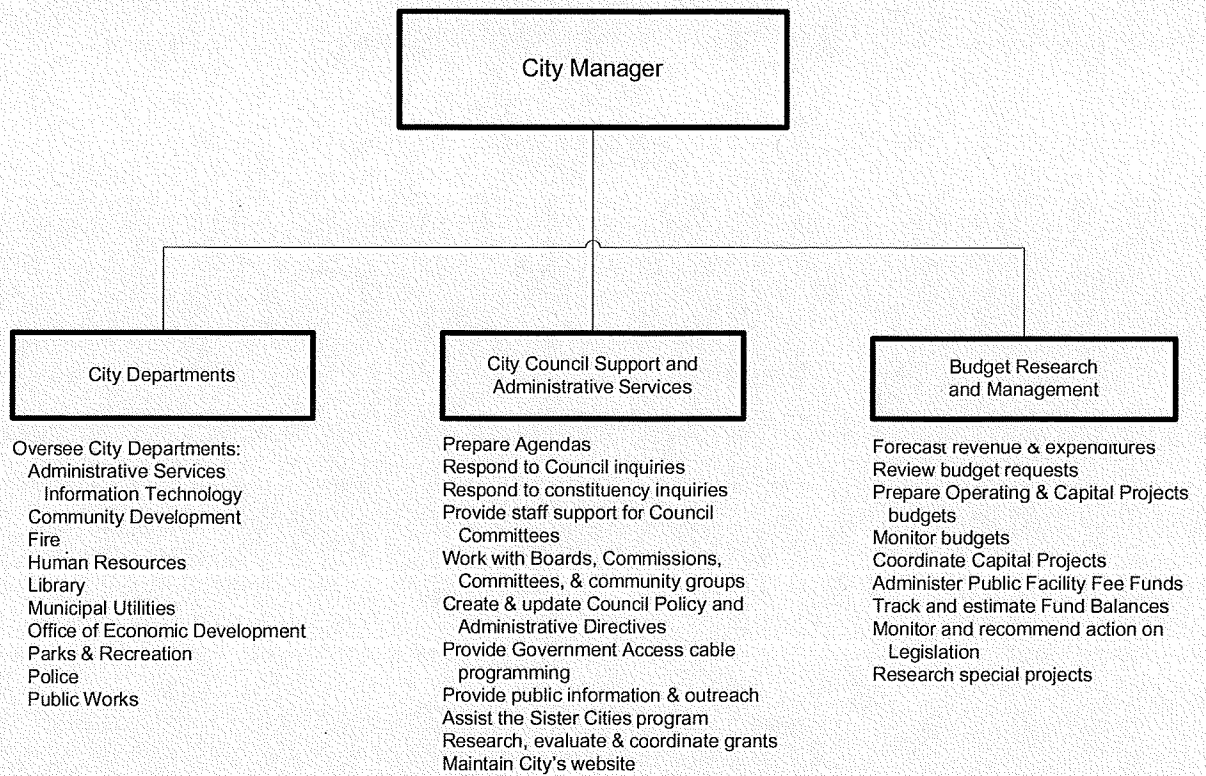 City Manager
City Departments
Oversee City Departments:
Administrative Services
Information Technology
Community Development
Fire
Human Resources
Library
Municipal Utilities
Office of Economic Development
Parks & Recreation
Police
Public Works
City Council Support and
Administrative Services
Prepare Agendas
Respond to Council inquiries
Respond to constituency inquiries
Provide staff support for Council
Committees
Work with Boards, Commissions,
Committees, & community groups
Create & update Council Policy and
Administrative Directives
Provide Government Access cable
programming
Provide public information & outreach
Assist the Sister Cities program
Research, evaluate & coordinate grants
Maintain City's website
Budget Research
and Management
Forecast revenue & expenditures
Review budget requests
Prepare Operating & Capital Projects
budgets
Monitor budgets
Coordinate Capital Projects
Administer Public Facility Fee Funds
Track and estimate Fund Balances
Monitor and recommend action on
Legislation
Research special projects